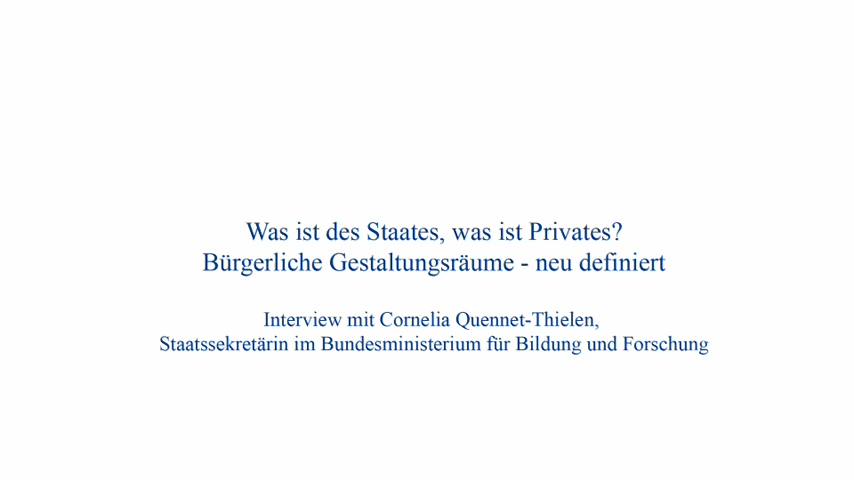 Was ist des Staates, was ist Privates?
Bürgerliche Gestaltungsräume - neu definiert
Interview mit Cornelia Quennet-Thielen,
Staatssekretärin im Bundesministerium für Bildung und Forschung